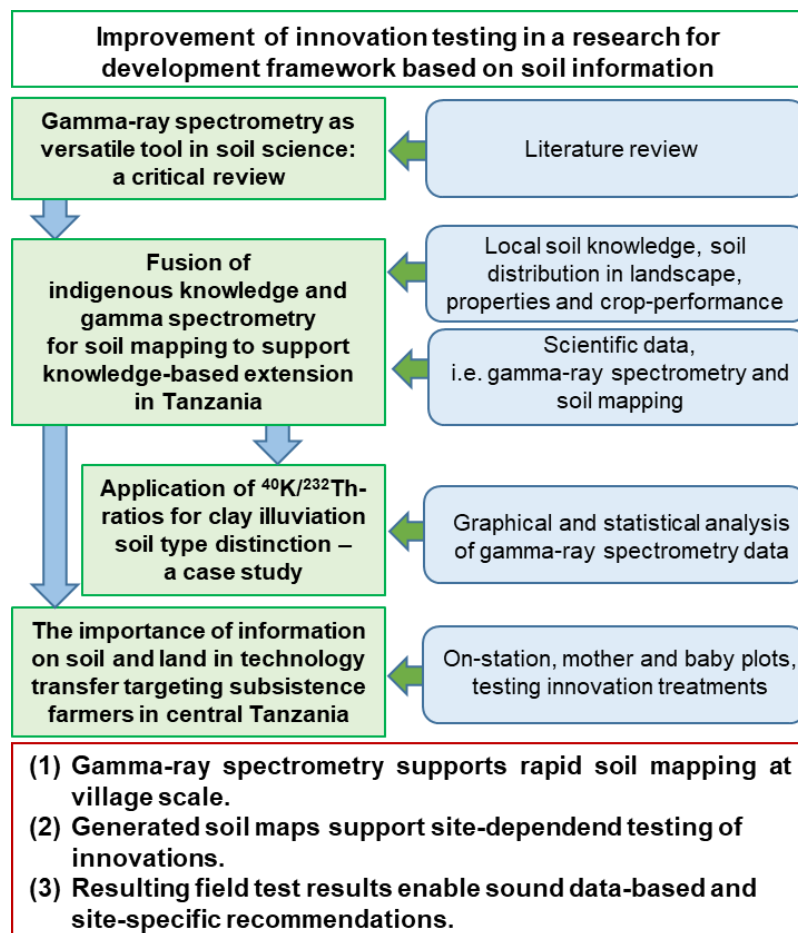 Improvement of innovation testing in a research for
development framework based on soil information
Gamma-ray spectrometry as
versatile tool in soil science:
a critical review
Literature review
Fusion of
indigenous knowledge and
gamma spectrometry
for soil mapping to support
knowledge-based extension
in Tanzania
Local soil knowledge, soil
distribution in landscape,
properties and crop-performance
Scientific data,
i.e. gamma-ray spectrometry and
soil mapping
Application of ⁴⁰K/²³²Th-
ratios for clay illuviation
soil type distinction –
a case study
Graphical and statistical analysis
of gamma-ray spectrometry data
The importance of information
on soil and land in technology
transfer targeting subsistence
farmers in central Tanzania
On-station, mother and baby plots,
testing innovation treatments
(1) Gamma-ray spectrometry supports rapid soil mapping at
village scale.
(2) Generated soil maps support site-dependend testing of
innovations.
(3) Resulting field test results enable sound data-based and
site-specific recommendations.